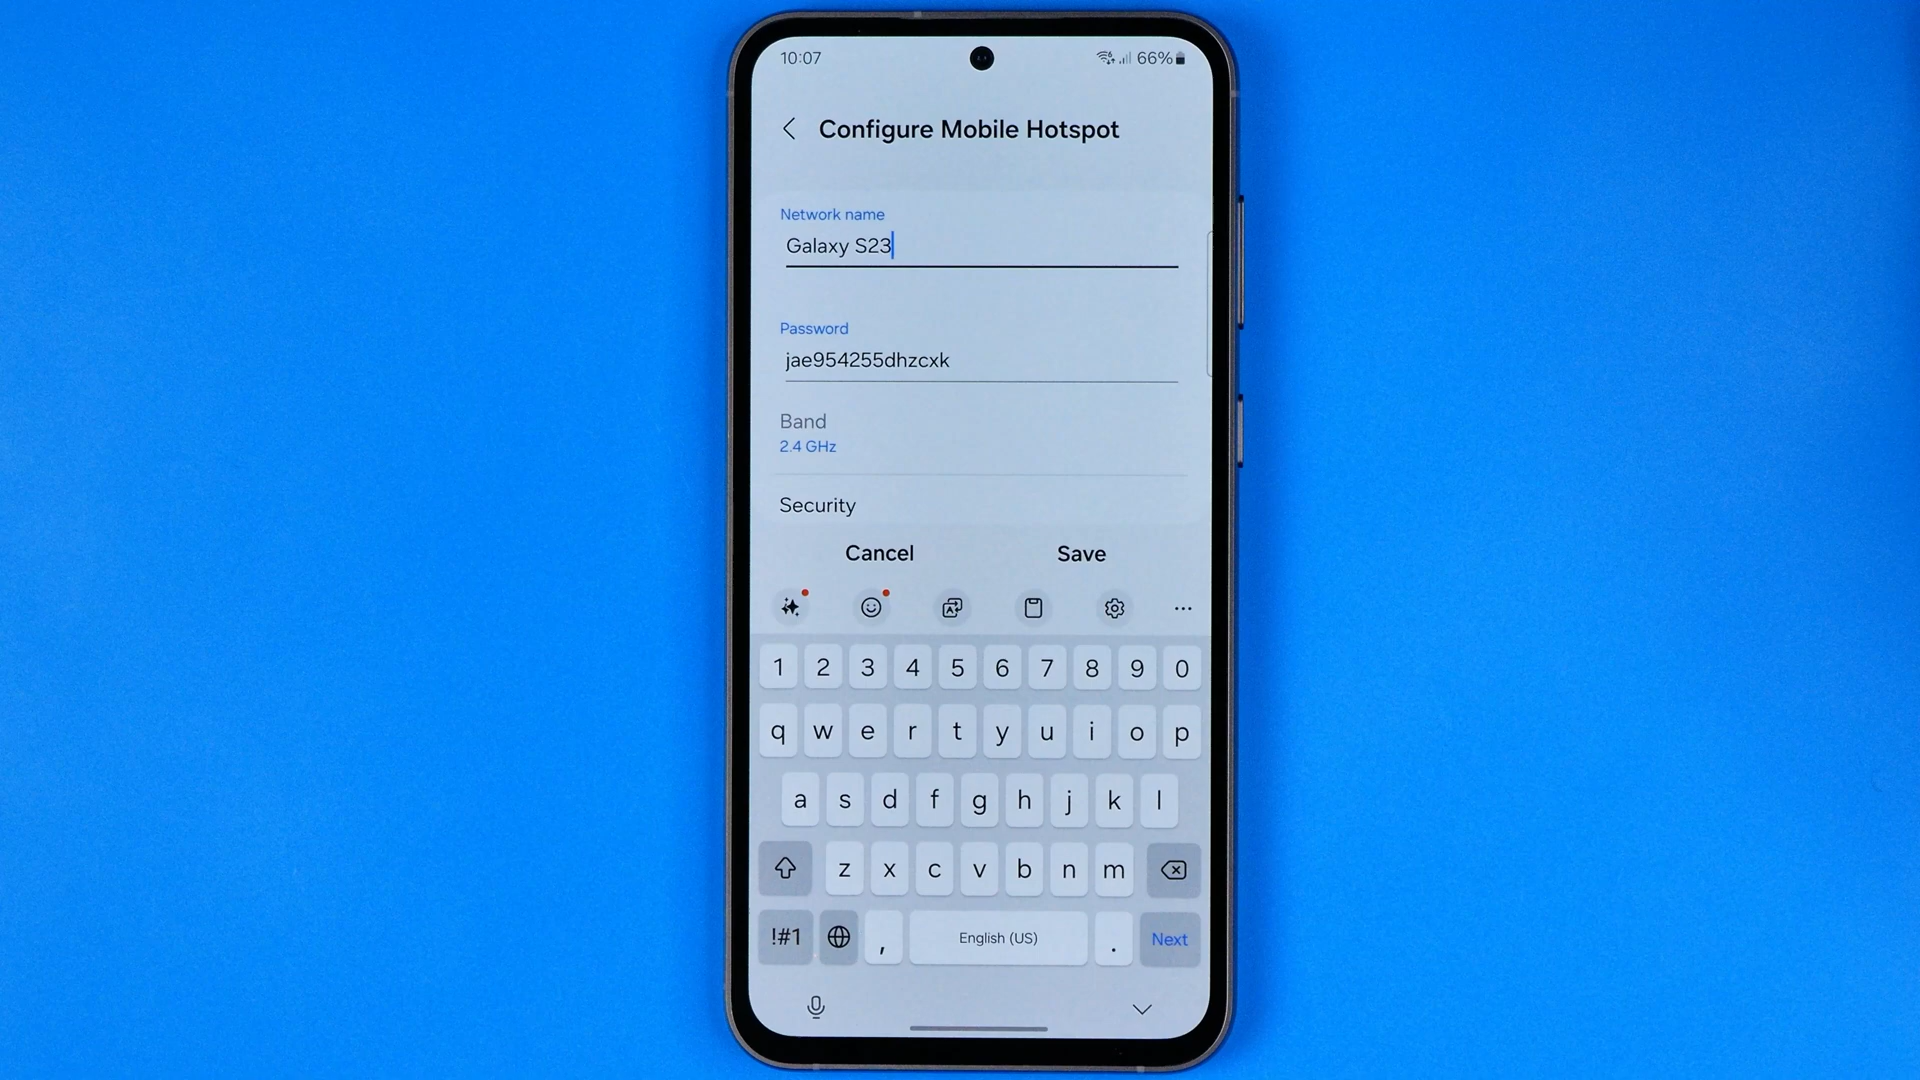 10:07 66%
Configure Mobile Hotspot
Network name
Galaxy S23
Password
jae954255dhzcxk
Band
2.4 GHz
Security
Cancel Save
1 2 3 4 5 6 7 8 9 0
q w e r t y u i o p
a s d f g h j k l
z x c v b n m
!#1 , English (US) . Next